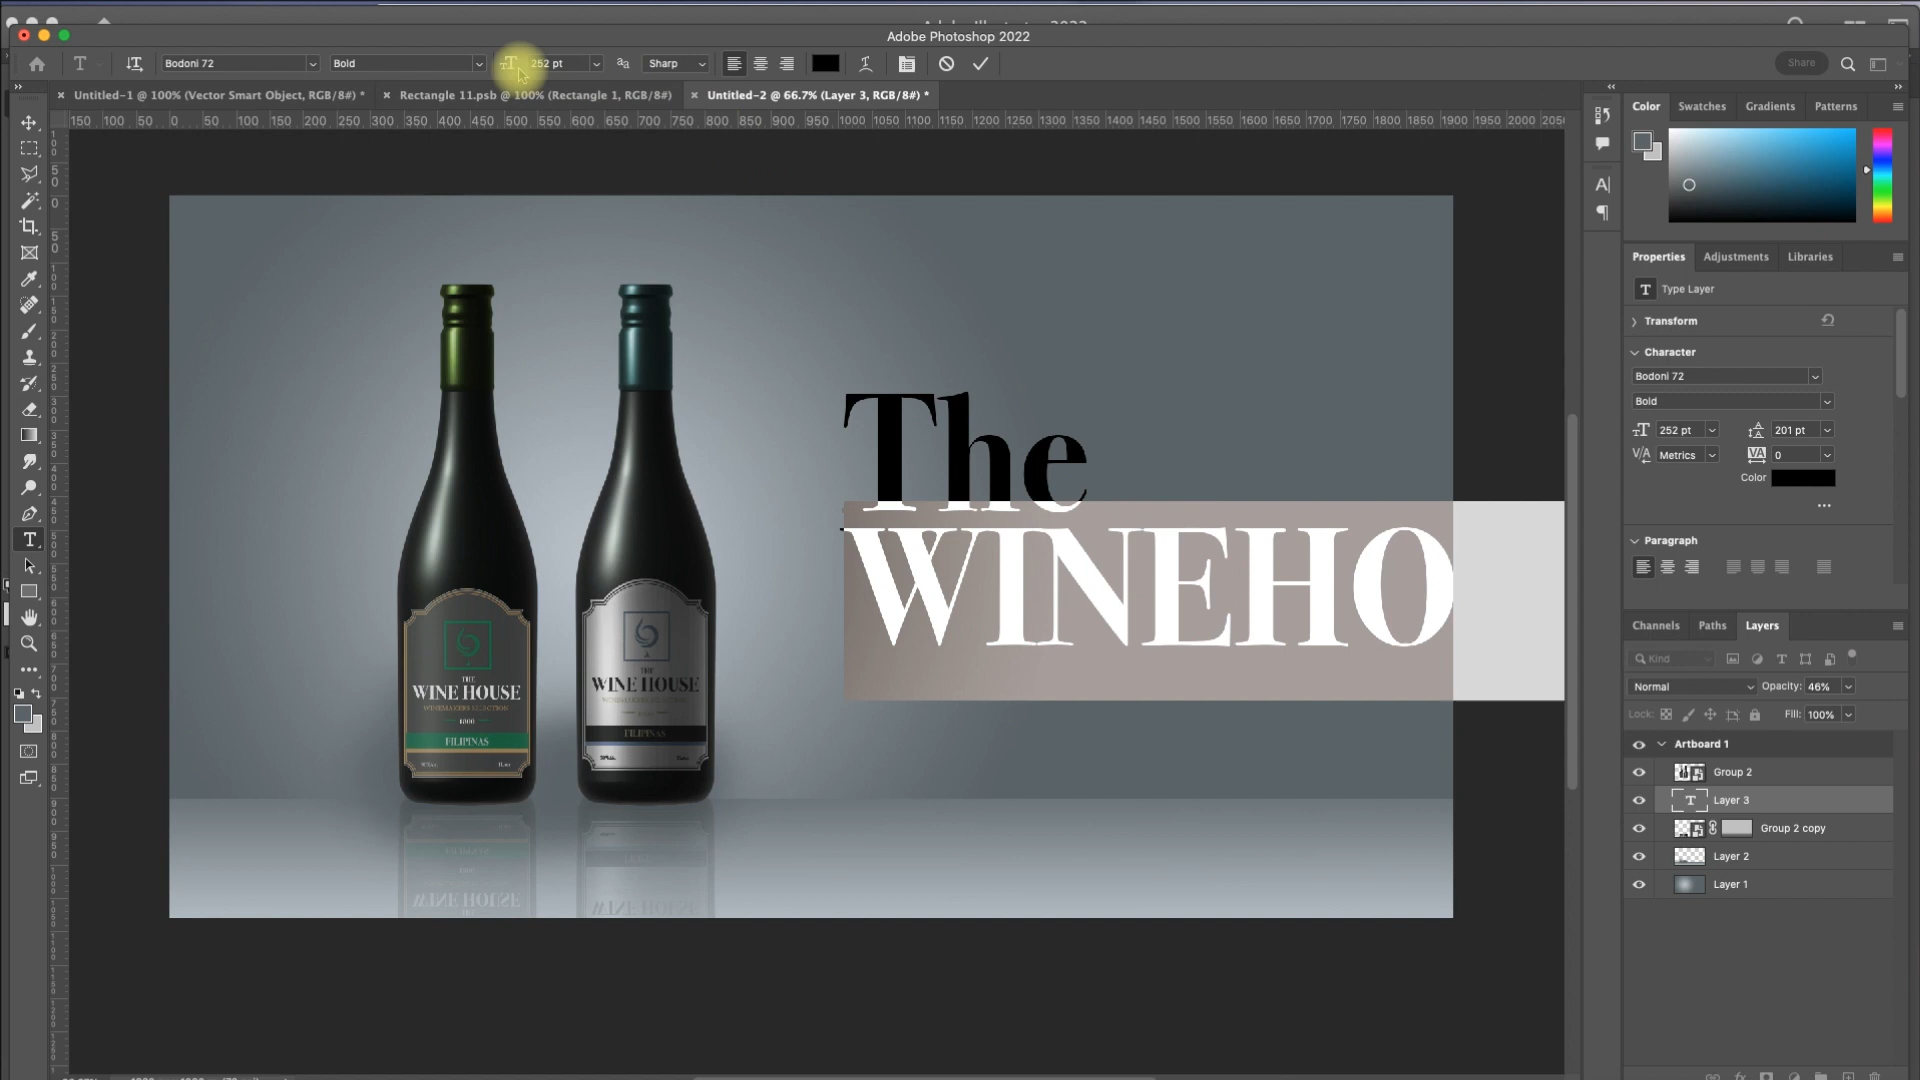 Adobe Photoshop 2022
Bodoni 72 Bold 252 pt Sharp Share
Untitled-1 @ 100% (Vector Smart Object, RGB/8#) * Rectangle 11.psb @ 100% (Rectangle 1, RGB/8#) Untitled-2 @ 66.7% (Layer 3, RGB/8#) *
150 100 50 0 50 100 150 200 250 300 350 400 450 500 550 600 650 700 750 800 850 900 950 1000 1050 1100 1150 1200 1250 1300 1350 1400 1450 1500 1550 1600 1650 1700 1750 1800 1850 1900 1950 2000 2050
Color Swatches Gradients Patterns
Properties Adjustments Libraries
Type Layer
Transform
Character
Bodoni 72
Bold
252 pt 201 pt
Metrics 0
Color
Paragraph
Channels Paths Layers
Kind
Normal Opacity: 46%
Lock: Fill: 100%
Artboard 1
Group 2
Layer 3
Group 2 copy
Layer 2
Layer 1
The
WINEHO
THE
WINE HOUSE
WINEMAKERS SELECTION
1800
FILIPINAS
THE
WINE HOUSE
WINEMAKERS SELECTION
FILIPINAS